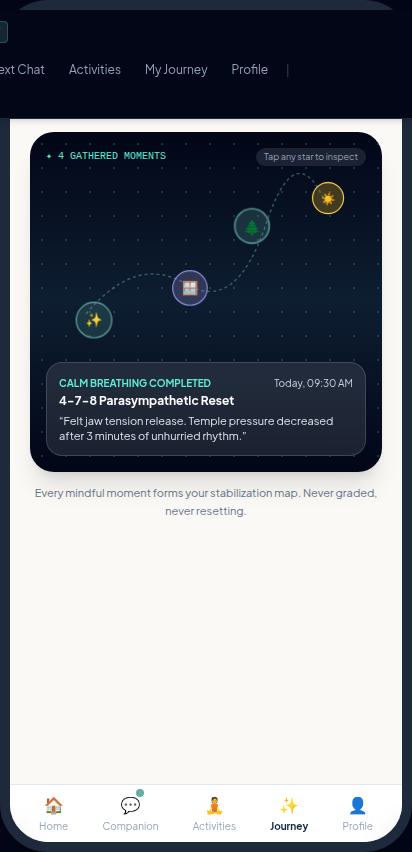 ext Chat Activities My Journey Profile |
✦ 4 GATHERED MOMENTS
Tap any star to inspect
CALM BREATHING COMPLETED
Today, 09:30 AM
4-7-8 Parasympathetic Reset
"Felt jaw tension release. Temple pressure decreased
after 3 minutes of unhurried rhythm."
Every mindful moment forms your stabilization map. Never graded,
never resetting.
Home Companion Activities Journey Profile